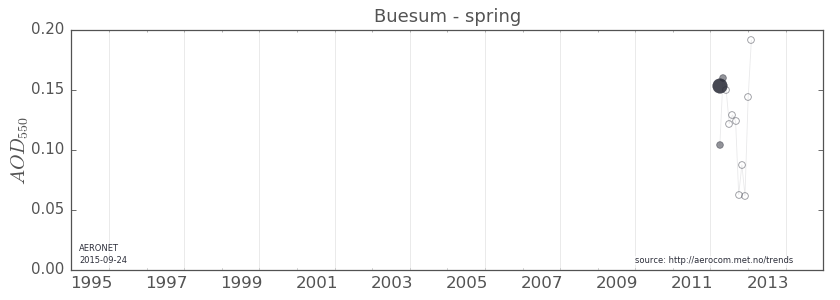 Buesum - spring
0.20
0.15
0.10
0.05
0.00
AOD550
AERONET
2015-09-24
source: http://aerocom.met.no/trends
1995 1997 1999 2001 2003 2005 2007 2009 2011 2013